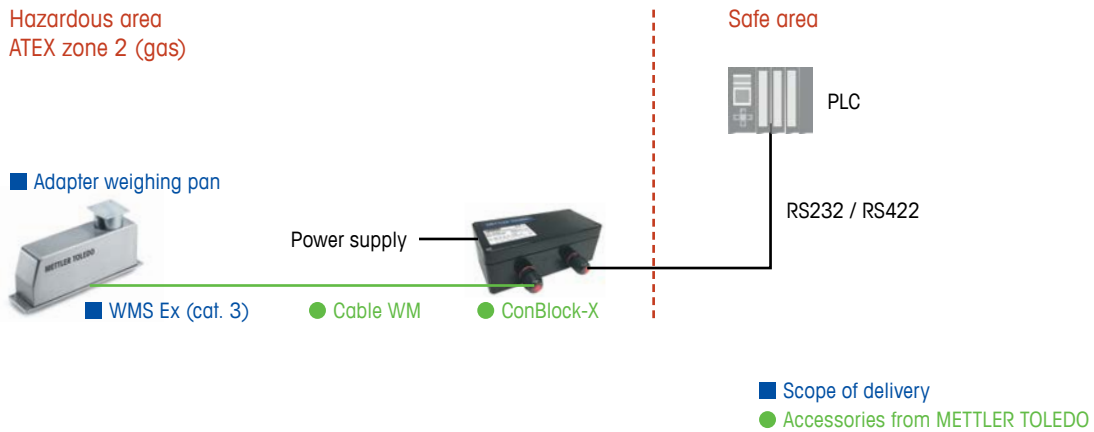 Hazardous area
ATEX zone 2 (gas)
Safe area
PLC
Adapter weighing pan
RS232 / RS422
Power supply
METTLER TOLEDO
WMS Ex (cat. 3)
Cable WM
ConBlock-X
Scope of delivery
Accessories from METTLER TOLEDO